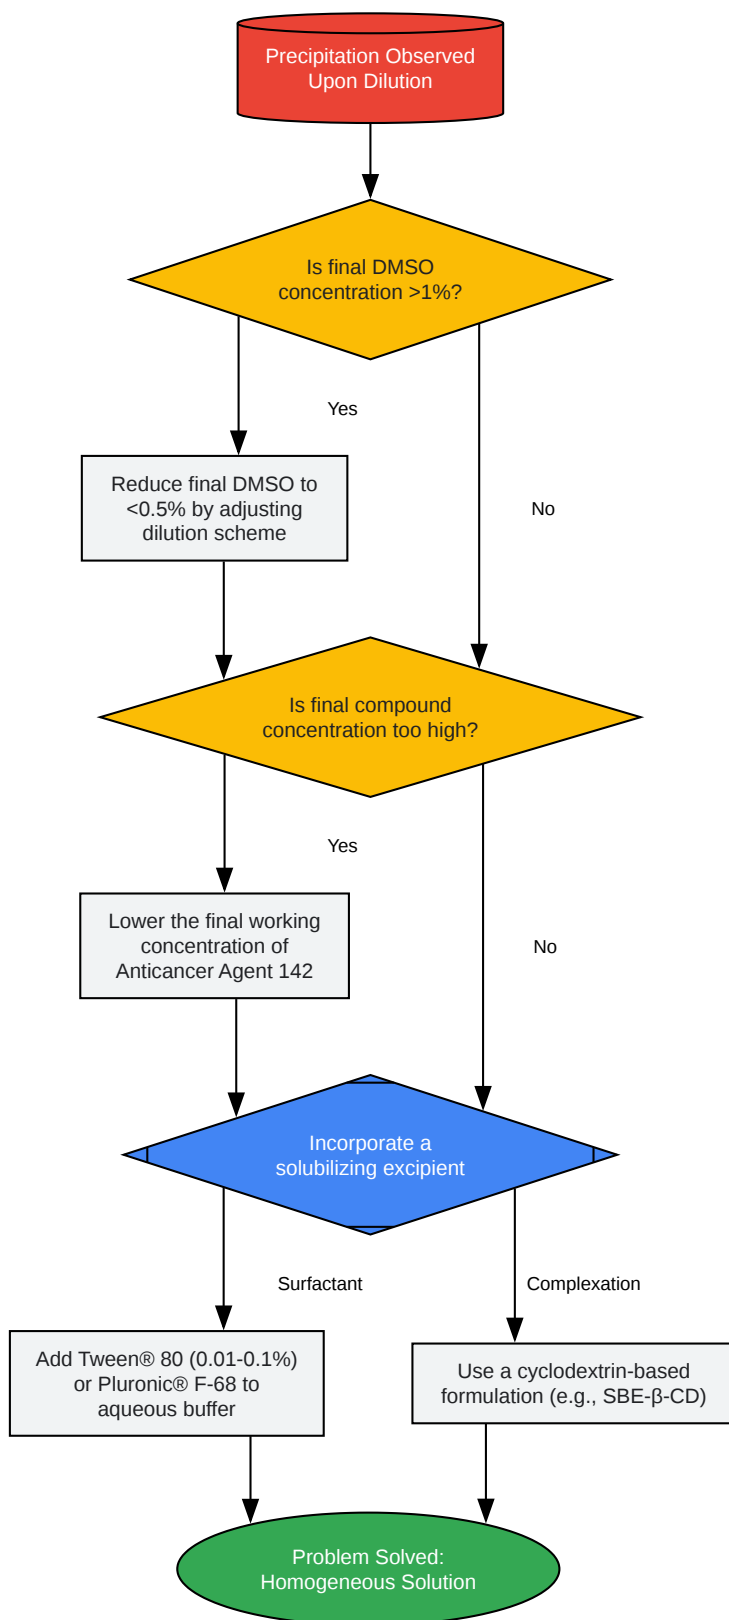 Precipitation Observed
Upon Dilution
Is final DMSO
concentration >1%?
Yes
Reduce final DMSO to
<0.5% by adjusting
dilution scheme
No
Is final compound
concentration too high?
Yes
Lower the final working
concentration of
Anticancer Agent 142
No
Incorporate a
solubilizing excipient
Surfactant
Complexation
Add Tween® 80 (0.01-0.1%)
or Pluronic® F-68 to
aqueous buffer
Use a cyclodextrin-based
formulation (e.g., SBE-β-CD)
Problem Solved:
Homogeneous Solution